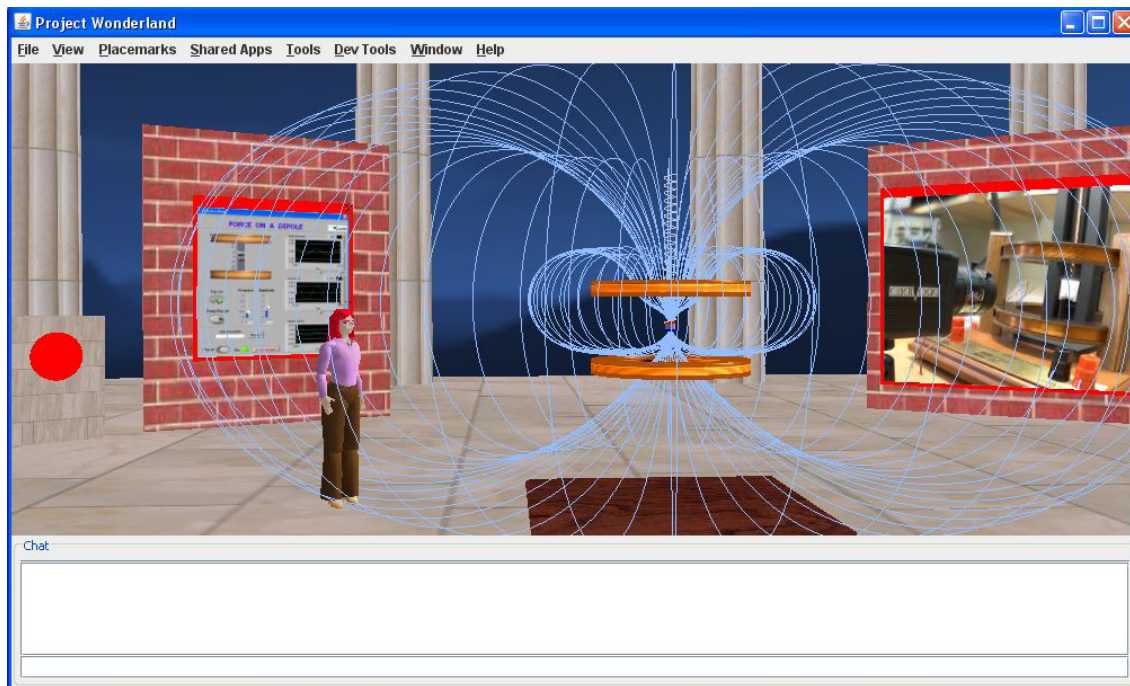 Project Wonderland
File View Placemarks Shared Apps Tools Dev Tools Window Help
FORCE ON A DIPOLE
Chat